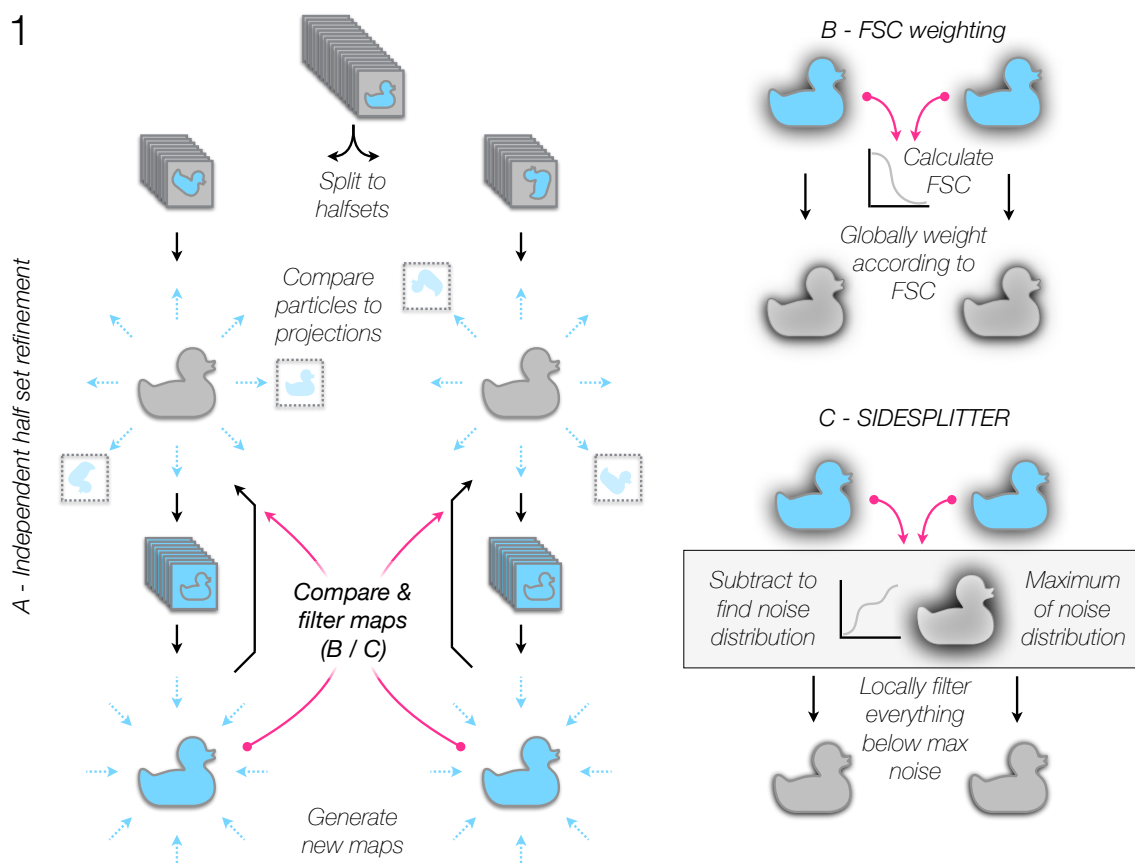 1
A - Independent half set refinement
Split to
halfsets
Compare
particles to
projections
Compare &
filter maps
(B / C)
Generate
new maps
B - FSC weighting
Calculate
FSC
Globally weight
according to
FSC
C - SIDESPLITTER
Subtract to
find noise
distribution
Maximum
of noise
distribution
Locally filter
everything
below max
noise